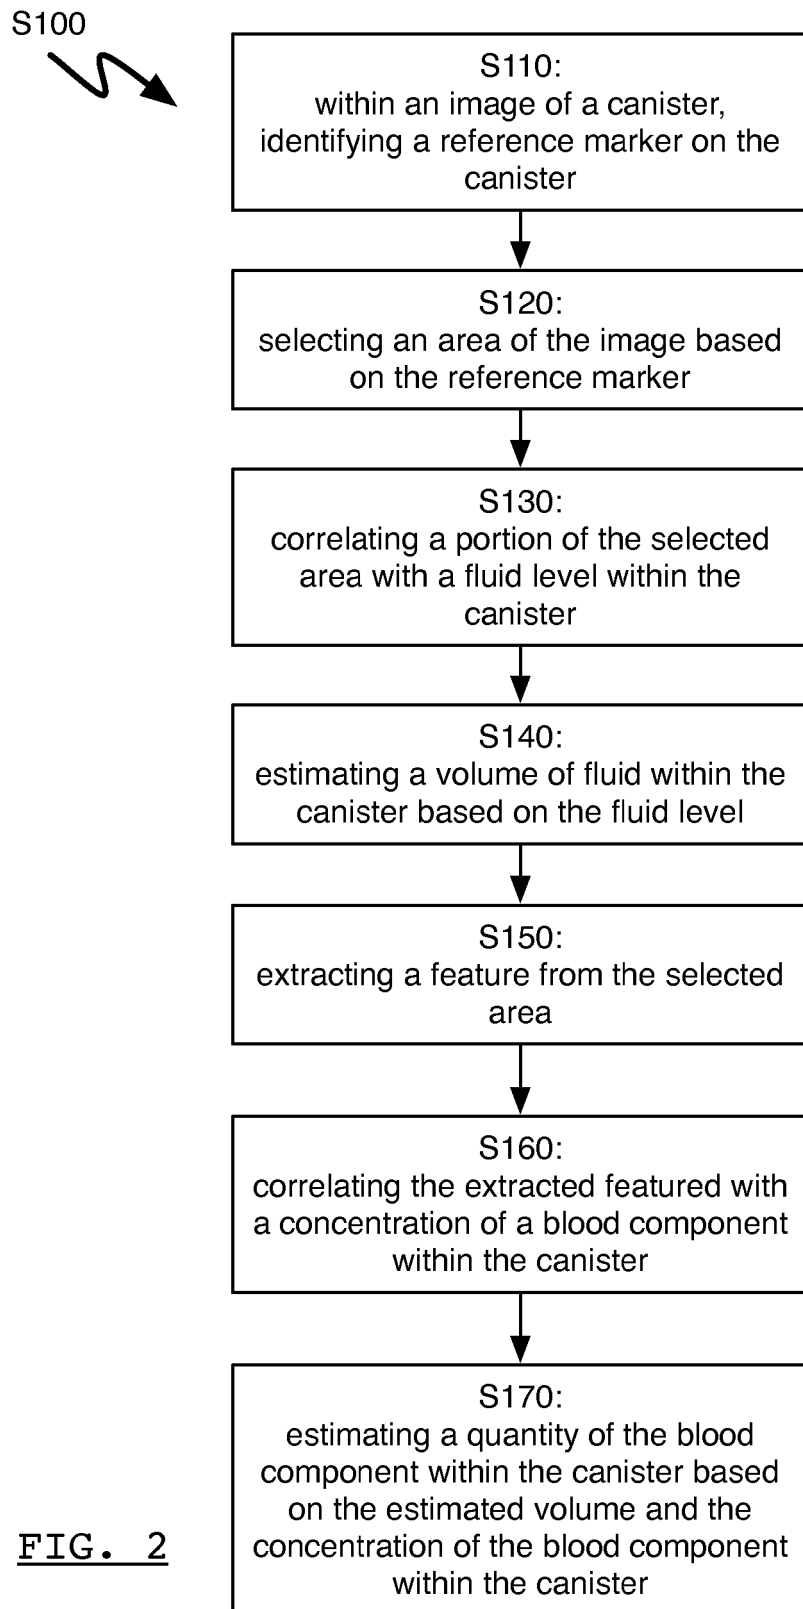 S100
S110:
within an image of a canister,
identifying a reference marker on the
canister
S120:
selecting an area of the image based
on the reference marker
S130:
correlating a portion of the selected
area with a fluid level within the
canister
S140:
estimating a volume of fluid within the
canister based on the fluid level
S150:
extracting a feature from the selected
area
S160:
correlating the extracted featured with
a concentration of a blood component
within the canister
S170:
estimating a quantity of the blood
component within the canister based
on the estimated volume and the
concentration of the blood component
within the canister
FIG. 2